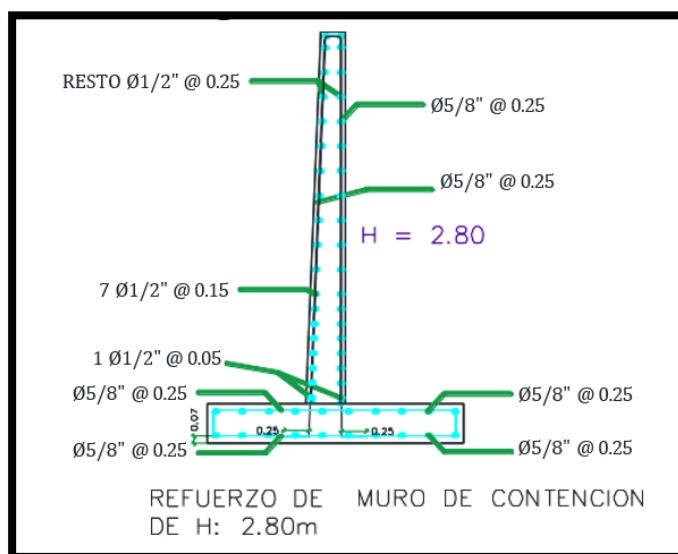 RESTO Ø1/2" @ 0.25
Ø5/8" @ 0.25
Ø5/8" @ 0.25
H = 2.80
7 Ø1/2" @ 0.15
1 Ø1/2" @ 0.05
Ø5/8" @ 0.25
Ø5/8" @ 0.25
0.07
0.25
0.25
Ø5/8" @ 0.25
Ø5/8" @ 0.25
REFUERZO DE MURO DE CONTENCION
DE H: 2.80m